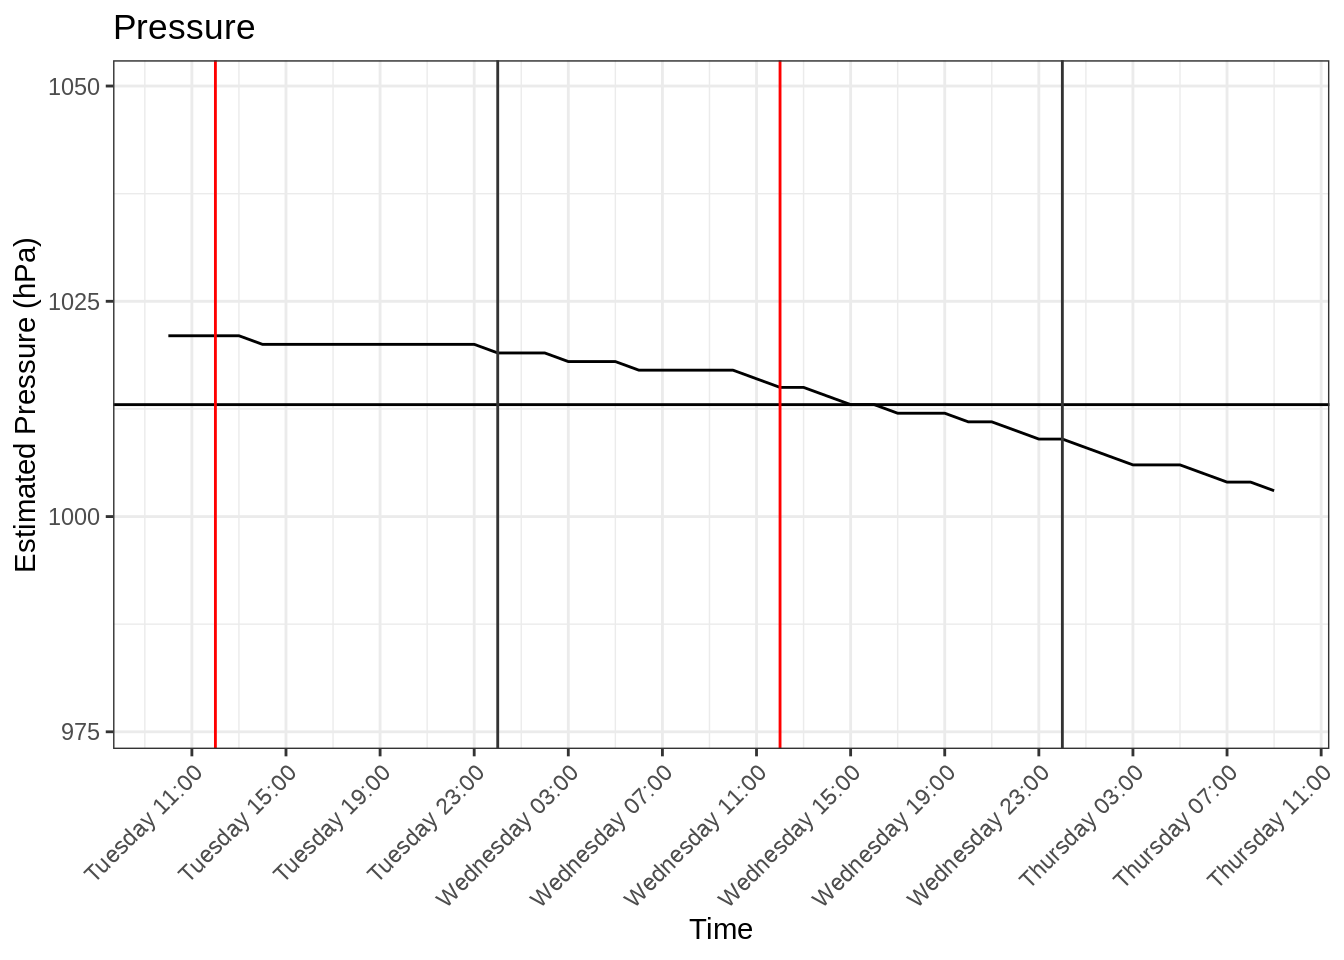 Pressure
Estimated Pressure (hPa)
1050
1025
1000
975
Tuesday 11:00
Tuesday 15:00
Tuesday 19:00
Tuesday 23:00
Wednesday 03:00
Wednesday 07:00
Wednesday 11:00
Wednesday 15:00
Wednesday 19:00
Wednesday 23:00
Thursday 03:00
Thursday 07:00
Thursday 11:00
Time